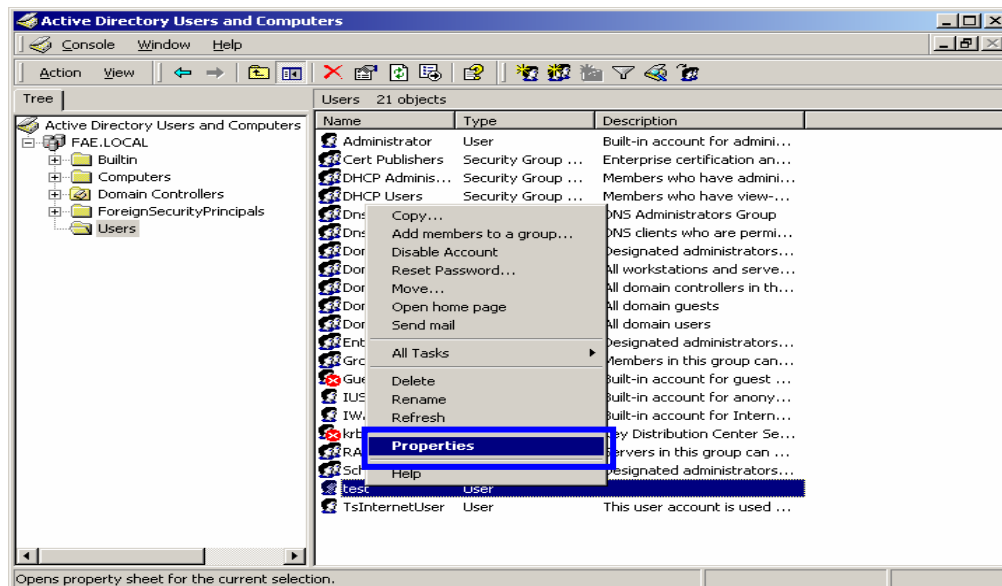 Active Directory Users and Computers
Console Window Help
Action View
Tree
Users 21 objects
Active Directory Users and Computers
FAE.LOCAL
Builtin
Computers
Domain Controllers
ForeignSecurityPrincipals
Users
Name Type Description
Administrator User Built-in account for admini...
Cert Publishers Security Group ... Enterprise certification an...
DHCP Adminis... Security Group ... Members who have admini...
DHCP Users Security Group ... Members who have view-...
DNS Administrators Group
DNS clients who are permi...
Designated administrators...
All workstations and serve...
All domain controllers in th...
All domain guests
All domain users
Designated administrators...
Members in this group can...
Built-in account for guest ...
Built-in account for anony...
Built-in account for Intern...
Key Distribution Center Se...
Servers in this group can ...
Designated administrators...
test User
TsInternetUser User This user account is used ...
Copy...
Add members to a group...
Disable Account
Reset Password...
Move...
Open home page
Send mail
All Tasks
Delete
Rename
Refresh
Properties
Help
Opens property sheet for the current selection.